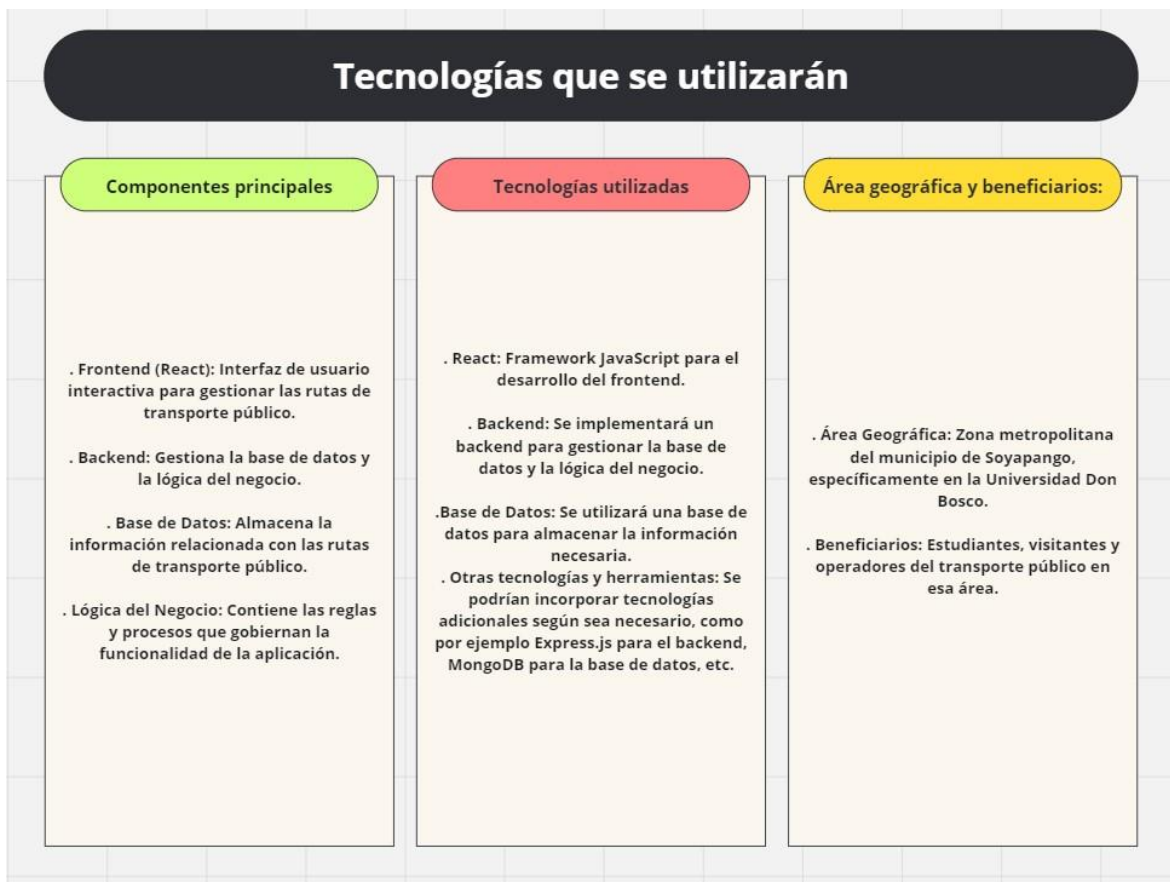 Tecnologías que se utilizarán
Componentes principales
. Frontend (React): Interfaz de usuario
interactiva para gestionar las rutas de
transporte público.
. Backend: Gestiona la base de datos y
la lógica del negocio.
. Base de Datos: Almacena la
información relacionada con las rutas
de transporte público.
. Lógica del Negocio: Contiene las reglas
y procesos que gobiernan la
funcionalidad de la aplicación.
Tecnologías utilizadas
. React: Framework JavaScript para el
desarrollo del frontend.
. Backend: Se implementará un
backend para gestionar la base de
datos y la lógica del negocio.
.Base de Datos: Se utilizará una base de
datos para almacenar la información
necesaria.
. Otras tecnologías y herramientas: Se
podrían incorporar tecnologías
adicionales según sea necesario, como
por ejemplo Express.js para el backend,
MongoDB para la base de datos, etc.
Área geográfica y beneficiarios:
. Área Geográfica: Zona metropolitana
del municipio de Soyapango,
específicamente en la Universidad Don
Bosco.
. Beneficiarios: Estudiantes, visitantes y
operadores del transporte público en
esa área.